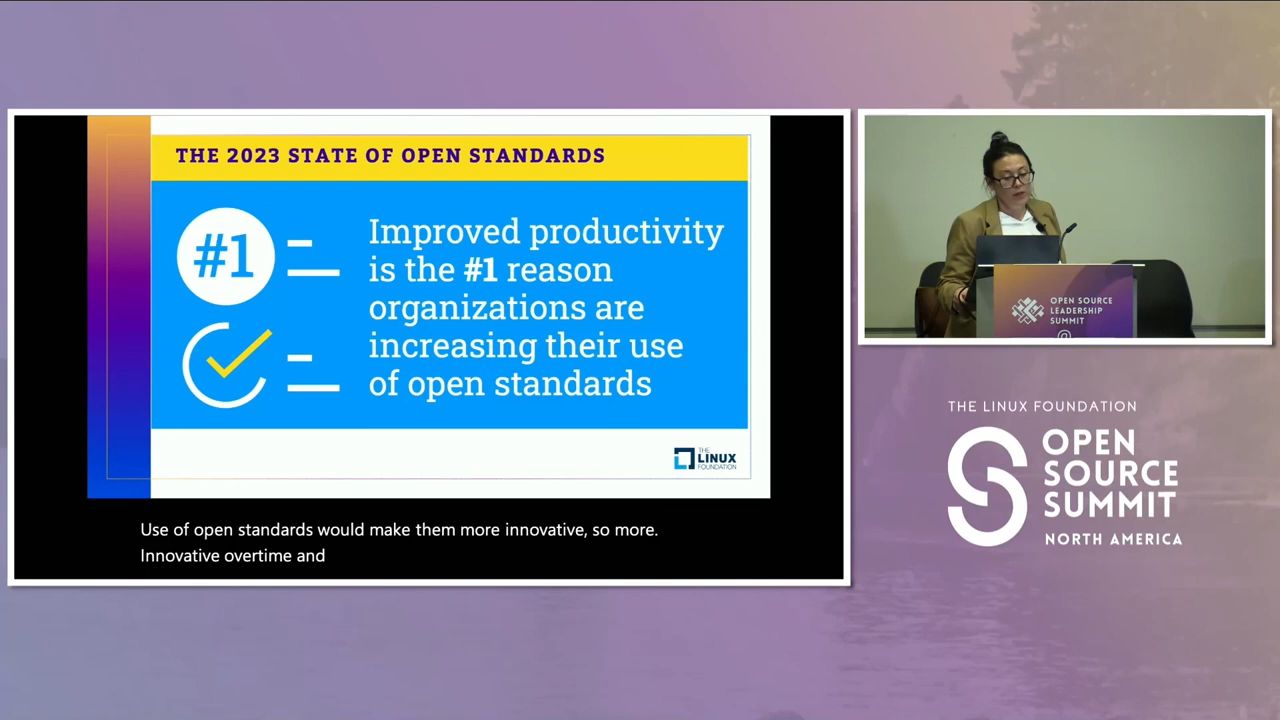 THE 2023 STATE OF OPEN STANDARDS
#1
Improved productivity
is the #1 reason
organizations are
increasing their use
of open standards
THE
LINUX
FOUNDATION
Use of open standards would make them more innovative, so more.
Innovative overtime and
OPEN SOURCE
LEADERSHIP
SUMMIT
@
THE LINUX FOUNDATION
OPEN
SOURCE
SUMMIT
NORTH AMERICA